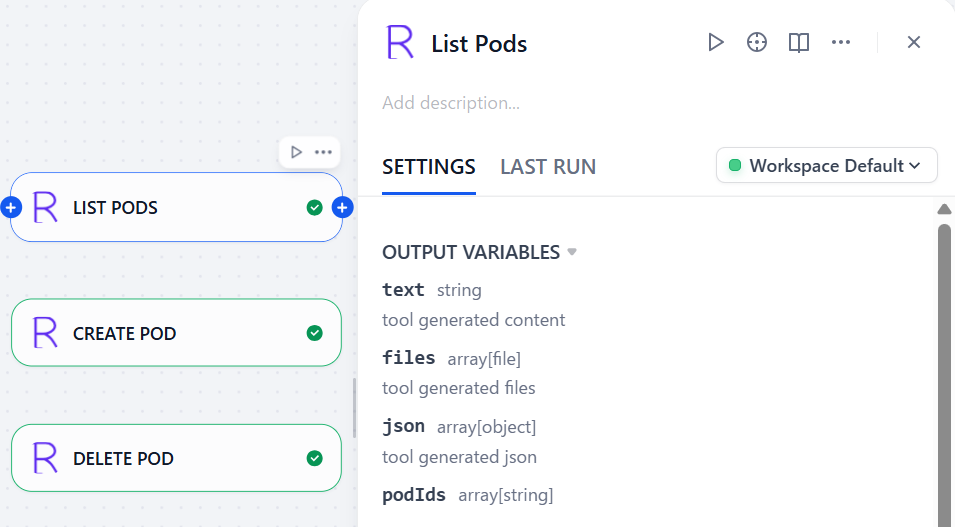 LIST PODS
CREATE POD
DELETE POD
List Pods
Add description...
SETTINGS LAST RUN Workspace Default
OUTPUT VARIABLES
text string
tool generated content
files array[file]
tool generated files
json array[object]
tool generated json
podIds array[string]